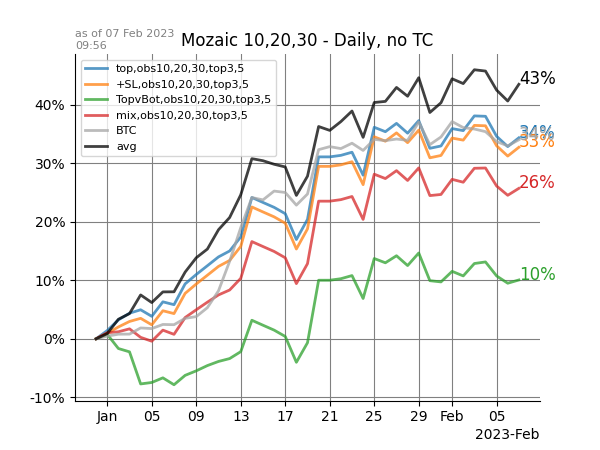 as of 07 Feb 2023
09:56
Mozaic 10,20,30 - Daily, no TC
top,obs10,20,30,top3,5
+SL,obs10,20,30,top3,5
TopvBot,obs10,20,30,top3,5
mix,obs10,20,30,top3,5
BTC
avg
43%
34%
33%
26%
10%
40%
30%
20%
10%
0%
-10%
Jan
05
09
13
17
21
25
29
Feb
05
2023-Feb